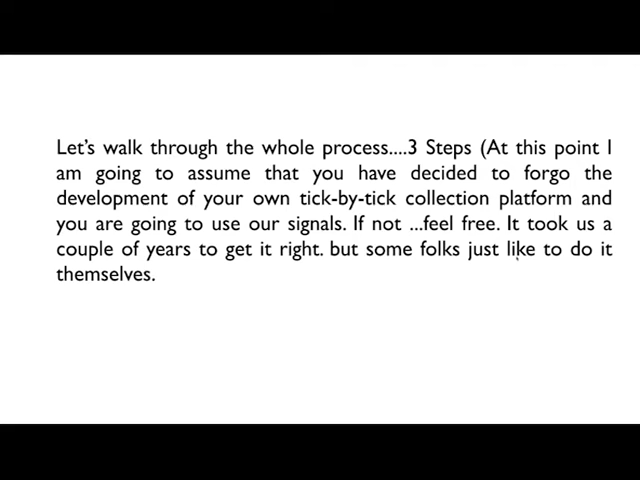 Let's walk through the whole process....3 Steps (At this point I
am going to assume that you have decided to forgo the
development of your own tick-by-tick collection platform and
you are going to use our signals. If not ...feel free. It took us a
couple of years to get it right. but some folks just like to do it
themselves.